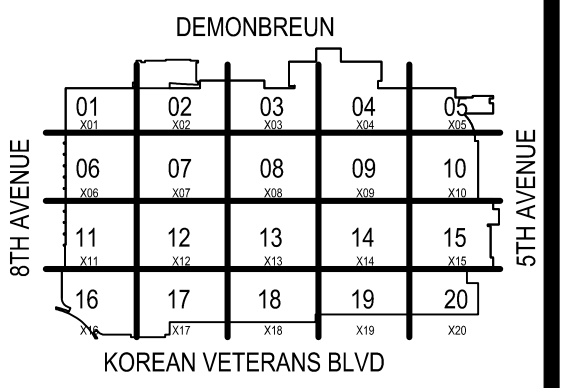 DEMONBREUN
01 02 03 04 05
X01 X02 X03 X04 X05
8TH AVENUE
06 07 08 09 10
X06 X07 X08 X09 X10
5TH AVENUE
11 12 13 14 15
X11 X12 X13 X14 X15
16 17 18 19 20
X16 X17 X18 X19 X20
KOREAN VETERANS BLVD